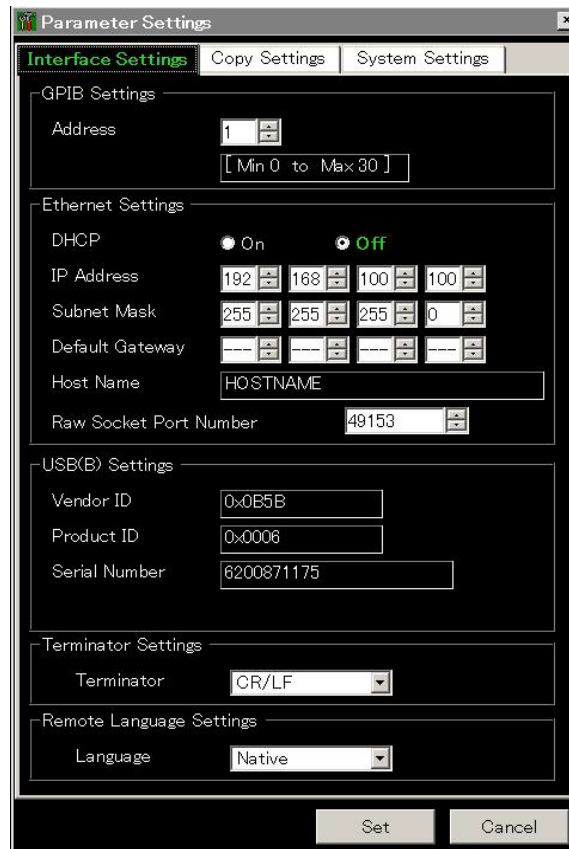 Parameter Settings
Interface Settings Copy Settings System Settings
GPIB Settings
Address 1
[ Min 0 to Max 30 ]
Ethernet Settings
DHCP On Off
IP Address 192 168 100 100
Subnet Mask 255 255 255 0
Default Gateway --- --- --- ---
Host Name HOSTNAME
Raw Socket Port Number 49153
USB(B) Settings
Vendor ID 0x0B5B
Product ID 0x0006
Serial Number 6200871175
Terminator Settings
Terminator CR/LF
Remote Language Settings
Language Native
Set Cancel